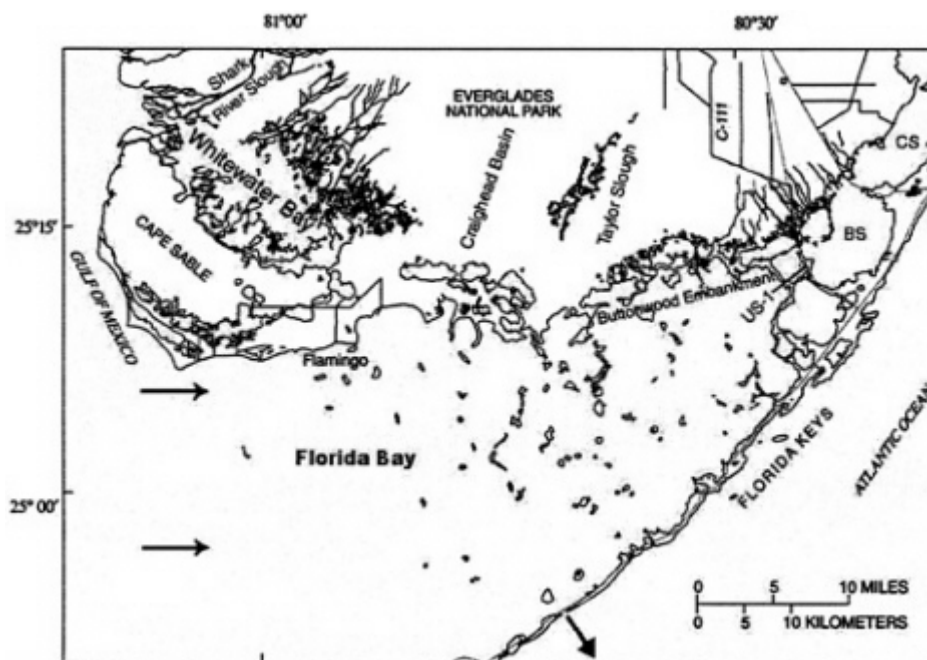 81°00'
80°30'
Shark
River Slough
EVERGLADES
NATIONAL PARK
C-111
CS
Whitewater Bay
Craighead Basin
Taylor Slough
25°15'
BS
CAPE SABLE
GULF OF MEXICO
Buttonwood Embankment
US-1
Flamingo
Florida Bay
FLORIDA KEYS
ATLANTIC OCEAN
25°00'
0 5 10 MILES
0 5 10 KILOMETERS